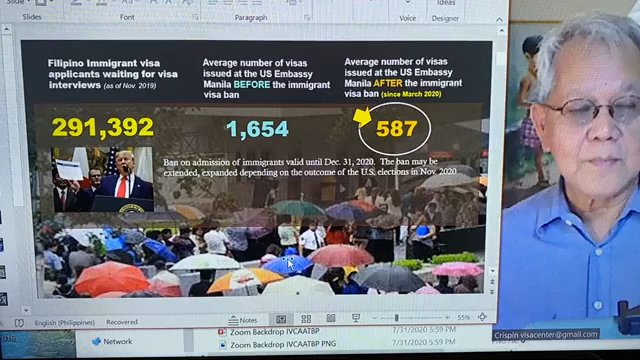 Slides
Font
Paragraph
Voice
Ideas
Designer
Filipino Immigrant visa
applicants waiting for visa
interviews (as of Nov. 2019)
291,392
Average number of visas
issued at the US Embassy
Manila BEFORE the immigrant
visa ban
1,654
Average number of visas
issued at the US Embassy
Manila AFTER the immigrant
visa ban (since March 2020)
587
Ban on admission of immigrants valid until Dec. 31, 2020. The ban may be
extended, expanded depending on the outcome of the U.S. elections in Nov. 2020
English (Philippines)
Recovered
Notes
55%
Crispin visacenter@gmail.com
Network
Zoom Backdrop IVCAATBP
7/31/2020 5:59 PM
Zoom Backdrop IVCAATBP PNG
7/31/2020 5:59 PM